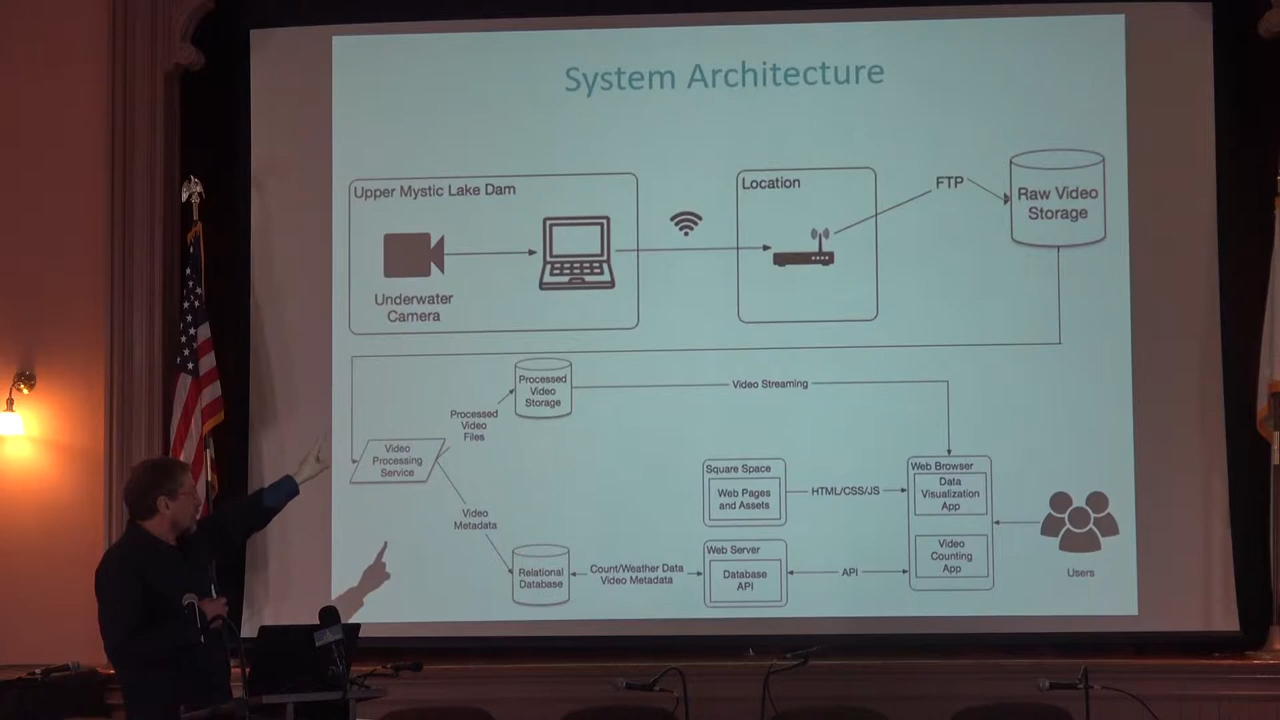 System Architecture
Upper Mystic Lake Dam
Underwater
Camera
Location
FTP
Raw Video
Storage
Processed
Video
Storage
Video Streaming
Processed
Video
Files
Video
Processing
Service
Video
Metadata
Relational
Database
Count/Weather Data
Video Metadata
Square Space
Web Pages
and Assets
HTML/CSS/JS
Web Server
Database
API
API
Web Browser
Data
Visualization
App
Video
Counting
App
Users